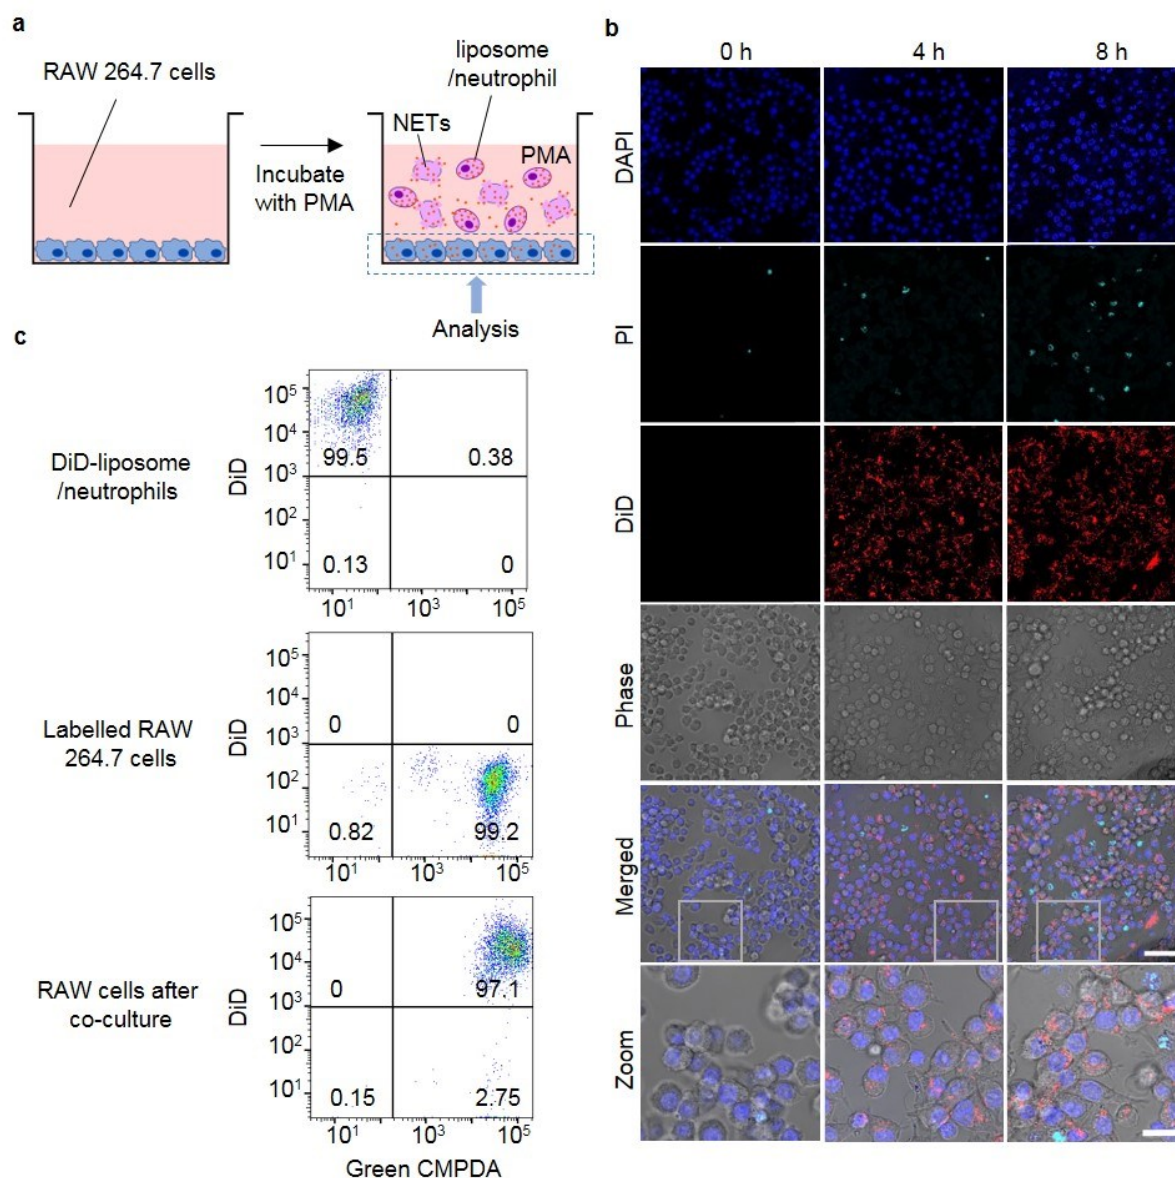 a
RAW 264.7 cells
Incubate
with PMA
liposome
/neutrophil
NETs
PMA
Analysis
b
0 h
4 h
8 h
DAPI
PI
DiD
Phase
Merged
Zoom
c
DiD-liposome
/neutrophils
DiD
10⁵
10⁴
10³
10²
10¹
99.5
0.38
0.13
0
10¹
10³
10⁵
Labelled RAW
264.7 cells
DiD
10⁵
10⁴
10³
10²
10¹
0
0
0.82
99.2
10¹
10³
10⁵
RAW cells after
co-culture
DiD
10⁵
10⁴
10³
10²
10¹
0
97.1
0.15
2.75
10¹
10³
10⁵
Green CMPDA